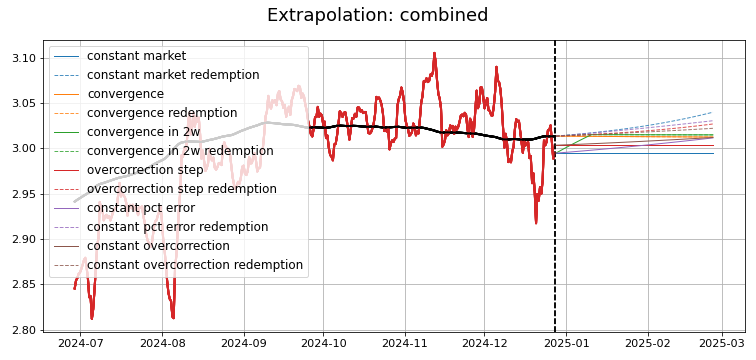 Extrapolation: combined
3.10
3.05
3.00
2.95
2.90
2.85
2.80
constant market
constant market redemption
convergence
convergence redemption
convergence in 2w
convergence in 2w redemption
overcorrection step
overcorrection step redemption
constant pct error
constant pct error redemption
constant overcorrection
constant overcorrection redemption
2024-07
2024-08
2024-09
2024-10
2024-11
2024-12
2025-01
2025-02
2025-03